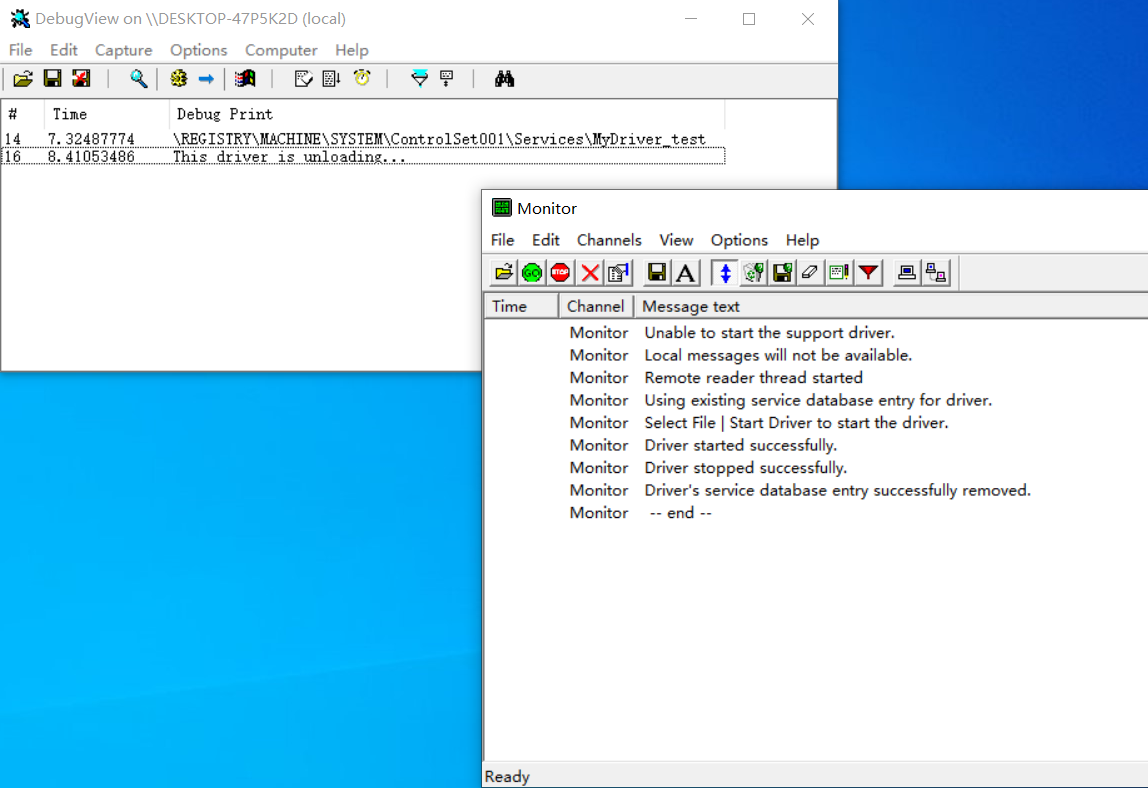 DebugView on \\DESKTOP-47P5K2D (local)
File Edit Capture Options Computer Help
# Time Debug Print
14 7.32487774 \REGISTRY\MACHINE\SYSTEM\ControlSet001\Services\MyDriver_test
16 8.41053486 This driver is unloading...
Monitor
File Edit Channels View Options Help
GO STOP A
Time Channel Message text
Monitor Unable to start the support driver.
Monitor Local messages will not be available.
Monitor Remote reader thread started
Monitor Using existing service database entry for driver.
Monitor Select File | Start Driver to start the driver.
Monitor Driver started successfully.
Monitor Driver stopped successfully.
Monitor Driver's service database entry successfully removed.
Monitor -- end --
Ready